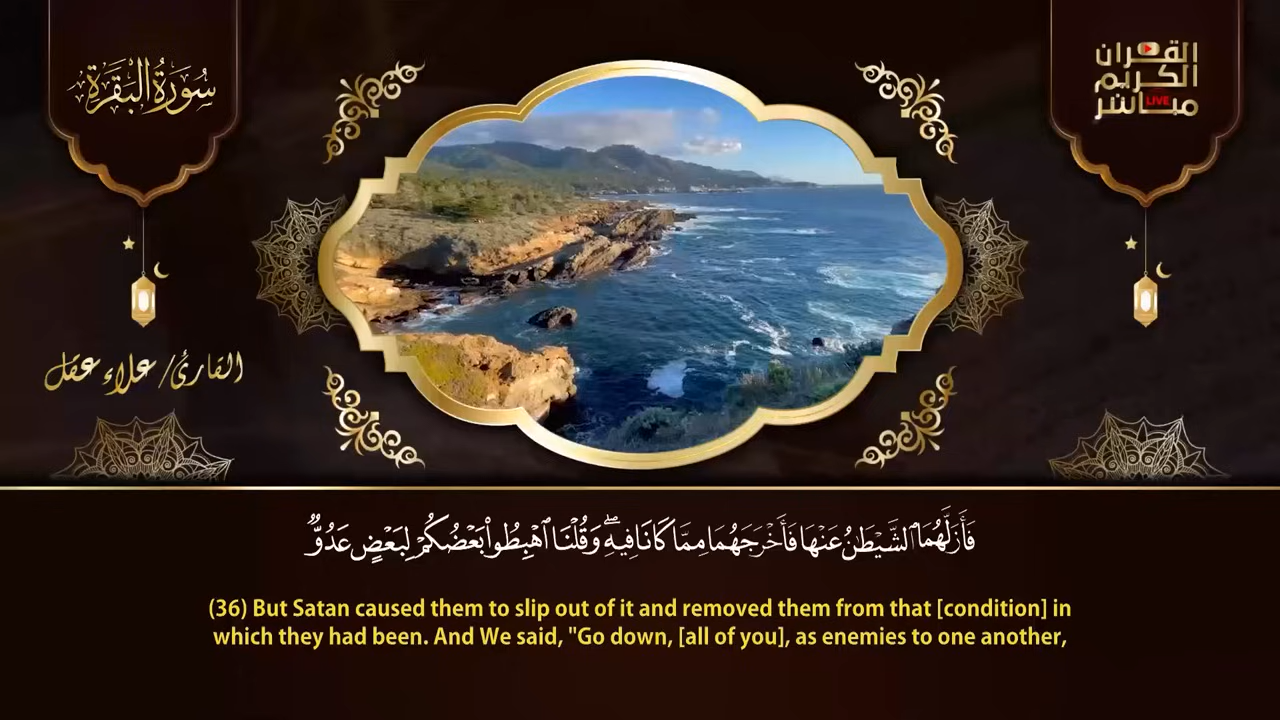 سُورَةُ البَقَرَةِ
القرآن
الكريم
مباشر
LIVE
القارئ/ علاء عقل
فَأَزَلَّهُمَا ٱلشَّيْطَٰنُ عَنْهَا فَأَخْرَجَهُمَا مِمَّا كَانَا فِيهِ ۖ وَقُلْنَا ٱهْبِطُوا۟ بَعْضُكُمْ لِبَعْضٍ عَدُوٌّ
(36) But Satan caused them to slip out of it and removed them from that [condition] in
which they had been. And We said, "Go down, [all of you], as enemies to one another,